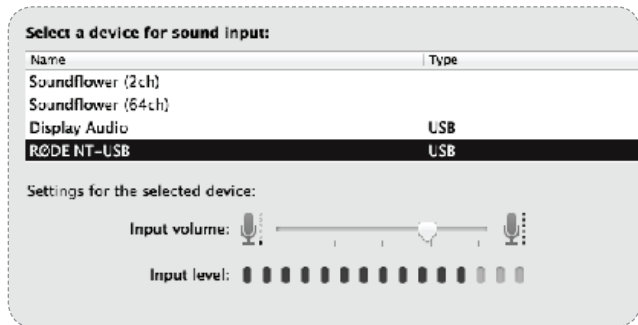 Select a device for sound input:
Name Type
Soundflower (2ch)
Soundflower (64ch)
Display Audio USB
RØDE NT-USB USB
Settings for the selected device:
Input volume:
Input level: